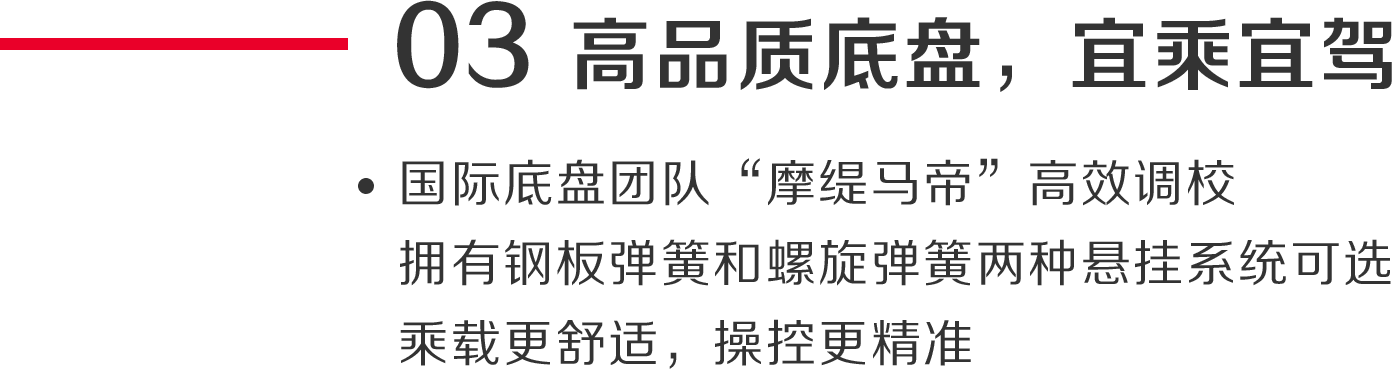 03 高品质底盘，宜乘宜驾
• 国际底盘团队“摩缇马帝”高效调校
拥有钢板弹簧和螺旋弹簧两种悬挂系统可选
乘载更舒适，操控更精准